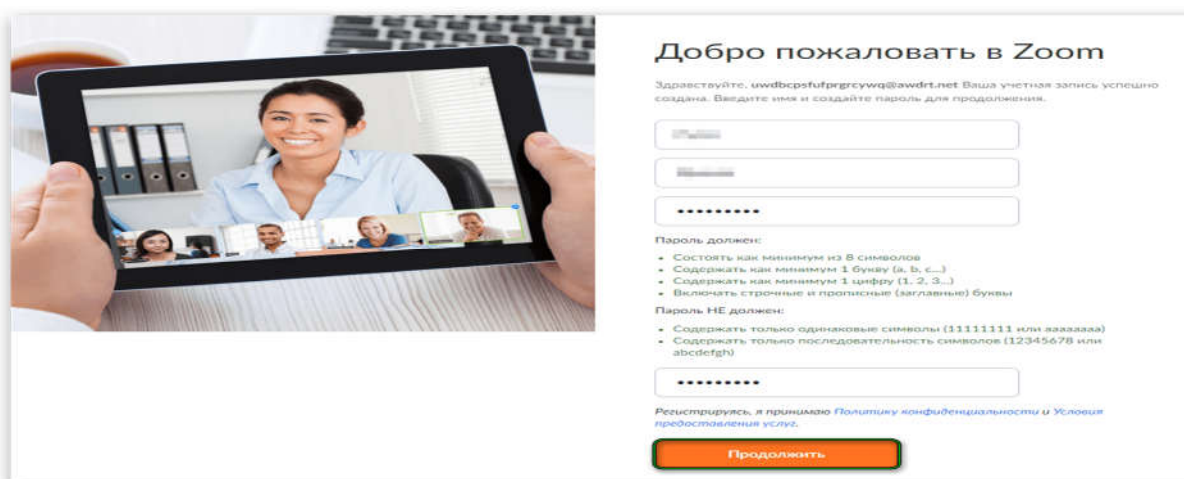 Добро пожаловать в Zoom
Здравствуйте, uwdbcpsfufprgrcywq@awdrt.net Ваша учетная запись успешно
создана. Введите имя и создайте пароль для продолжения.
•••••••••
Пароль должен:
• Состоять как минимум из 8 символов
• Содержать как минимум 1 букву (a, b, c...)
• Содержать как минимум 1 цифру (1, 2, 3...)
• Включать строчные и прописные (заглавные) буквы
Пароль НЕ должен:
• Содержать только одинаковые символы (11111111 или aaaaaaaa)
• Содержать только последовательность символов (12345678 или
abcdefgh)
•••••••••
Регистрируясь, я принимаю Политику конфиденциальности и Условия
предоставления услуг.
Продолжить